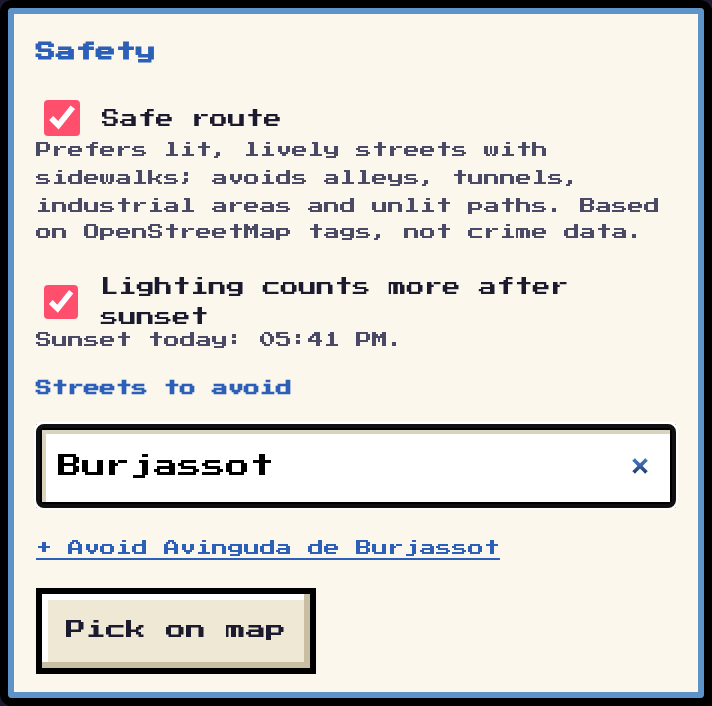 Safety
Safe route
Prefers lit, lively streets with
sidewalks; avoids alleys, tunnels,
industrial areas and unlit paths. Based
on OpenStreetMap tags, not crime data.
Lighting counts more after
sunset
Sunset today: 05:41 PM.
Streets to avoid
Burjassot ×
+ Avoid Avinguda de Burjassot
Pick on map